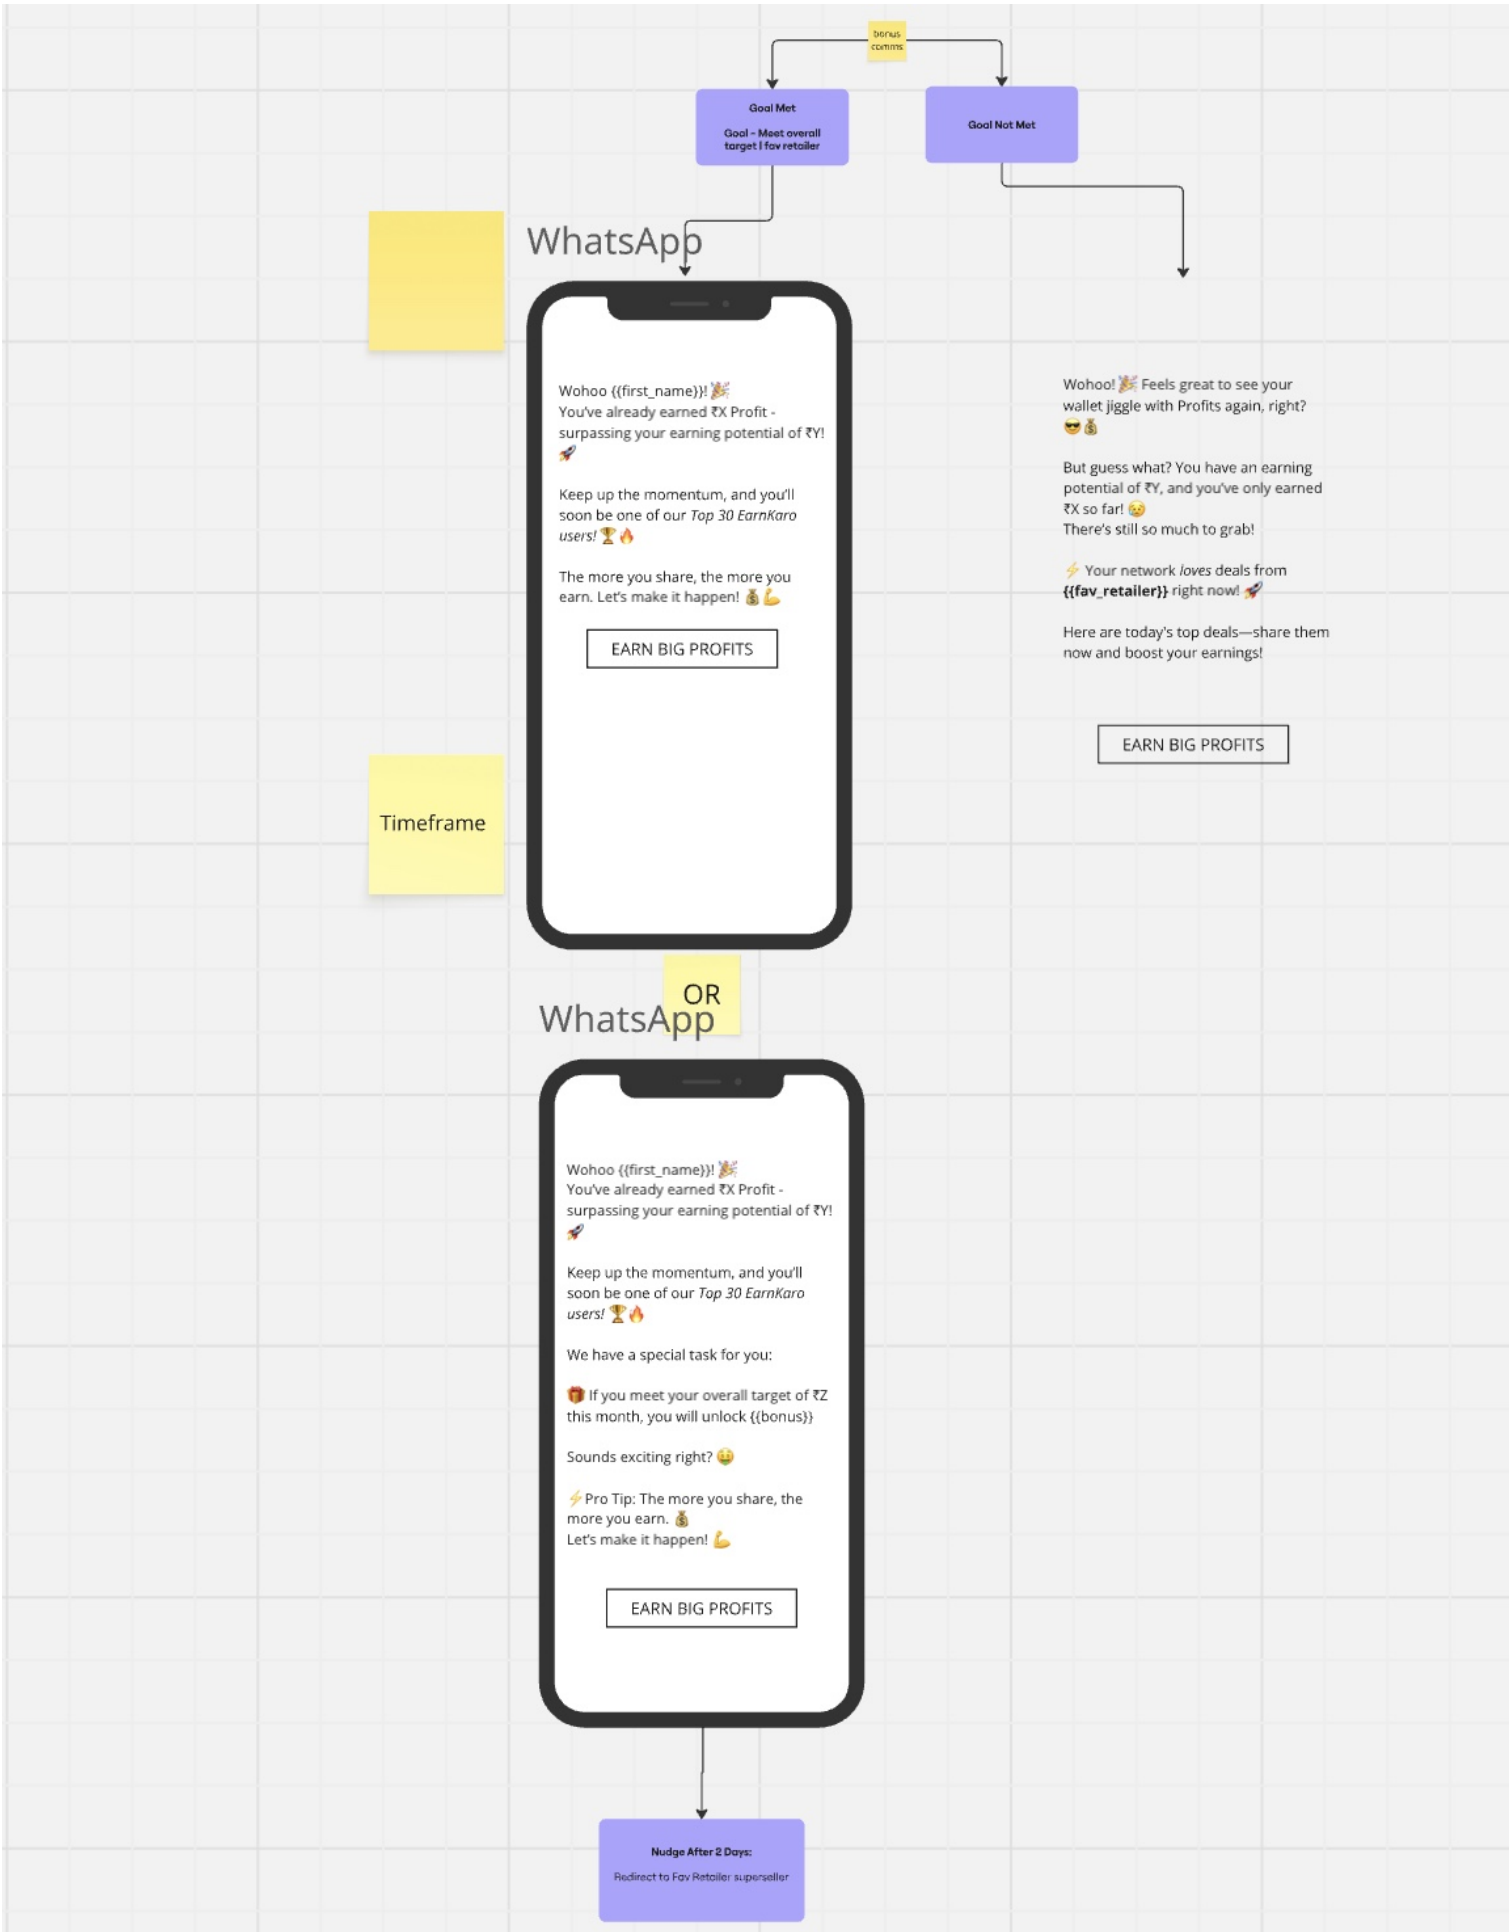 bonus
comms
Goal Met
Goal - Meet overall
target | fav retailer
Goal Not Met
WhatsApp
Wohoo {{first_name}}! 🎉
You've already earned ₹X Profit -
surpassing your earning potential of ₹Y!
🚀
Keep up the momentum, and you'll
soon be one of our Top 30 EarnKaro
users! 🏆🔥
The more you share, the more you
earn. Let's make it happen! 💰💪
EARN BIG PROFITS
Wohoo! 🎉 Feels great to see your
wallet jiggle with Profits again, right?
😎💰
But guess what? You have an earning
potential of ₹Y, and you've only earned
₹X so far! 😥
There's still so much to grab!
⚡ Your network loves deals from
{{fav_retailer}} right now! 🚀
Here are today's top deals—share them
now and boost your earnings!
EARN BIG PROFITS
Timeframe
OR
WhatsApp
Wohoo {{first_name}}! 🎉
You've already earned ₹X Profit -
surpassing your earning potential of ₹Y!
🚀
Keep up the momentum, and you'll
soon be one of our Top 30 EarnKaro
users! 🏆🔥
We have a special task for you:
🎁 If you meet your overall target of ₹Z
this month, you will unlock {{bonus}}
Sounds exciting right? 🤑
⚡Pro Tip: The more you share, the
more you earn. 💰
Let's make it happen! 💪
EARN BIG PROFITS
Nudge After 2 Days:
Redirect to Fav Retailer superseller